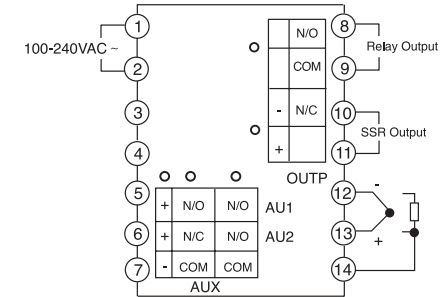 1 N/O 8
100-240VAC ~ Relay Output
2 COM 9
3 - N/C 10
SSR Output
4 + 11
OUTP
5 + N/O N/O AU1 12 -
6 + N/C N/O AU2 13 +
7 - COM COM 14
AUX